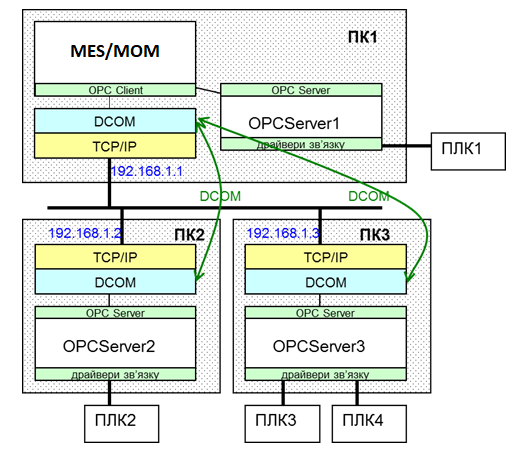 ПК1
MES/MOM
OPC Client
OPC Server
DCOM
OPCServer1
TCP/IP
драйвери зв'язку
ПЛК1
192.168.1.1
DCOM
DCOM
192.168.1.2
ПК2
192.168.1.3
ПК3
TCP/IP
TCP/IP
DCOM
DCOM
OPC Server
OPC Server
OPCServer2
OPCServer3
драйвери зв'язку
драйвери зв'язку
ПЛК2
ПЛК3
ПЛК4